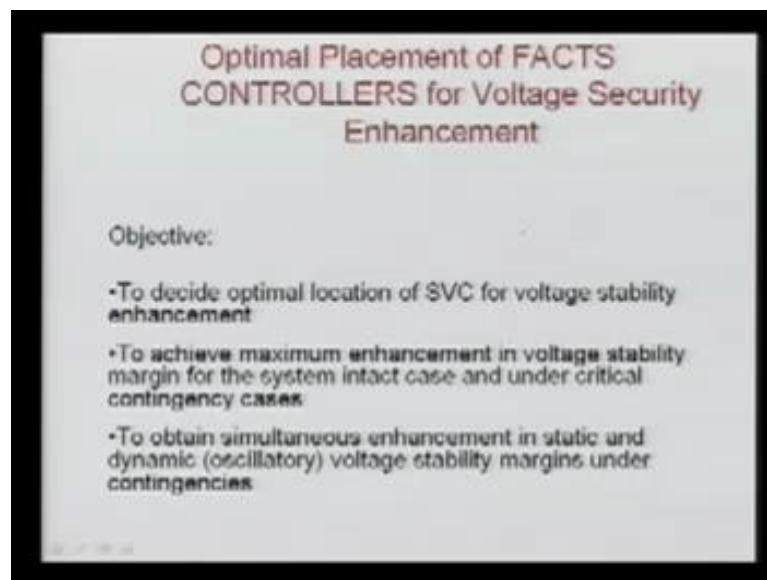 Optimal Placement of FACTS
CONTROLLERS for Voltage Security
Enhancement
Objective:
•To decide optimal location of SVC for voltage stability
enhancement
•To achieve maximum enhancement in voltage stability
margin for the system intact case and under critical
contingency cases
•To obtain simultaneous enhancement in static and
dynamic (oscillatory) voltage stability margins under
contingencies